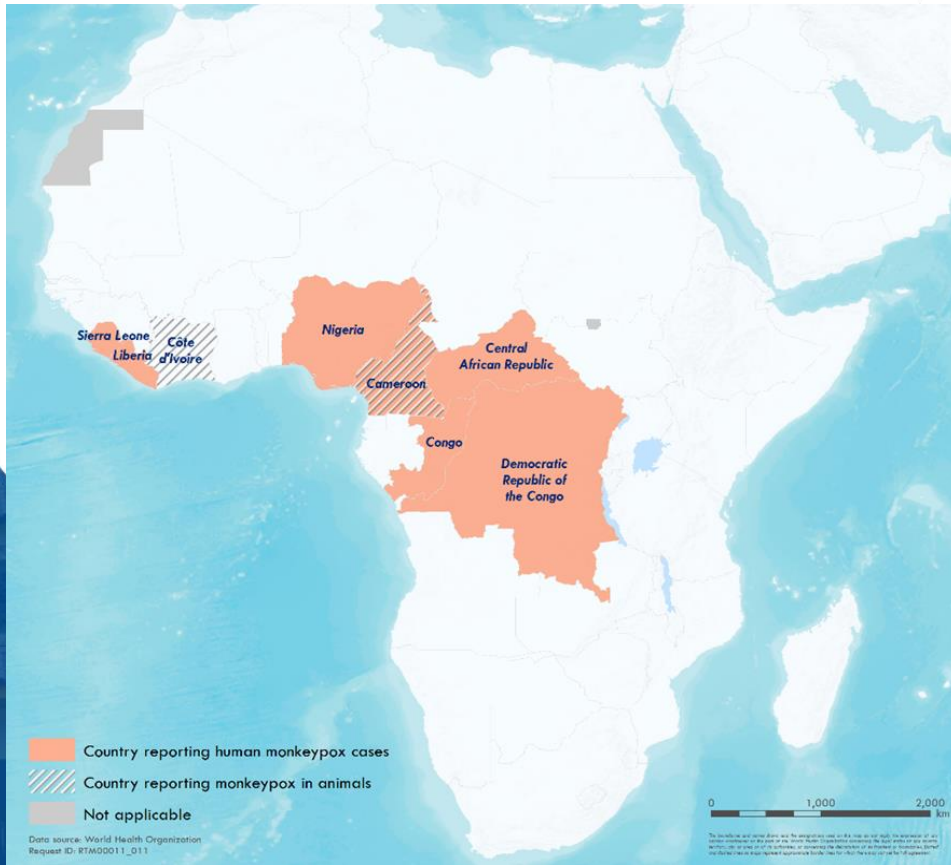 Sierra Leone
Liberia
Côte
d'Ivoire
Nigeria
Cameroon
Central
African Republic
Congo
Democratic
Republic of
the Congo
Country reporting human monkeypox cases
Country reporting monkeypox in animals
Not applicable
Data source: World Health Organization
Request ID: RTM00011_011
0 1,000 2,000
km